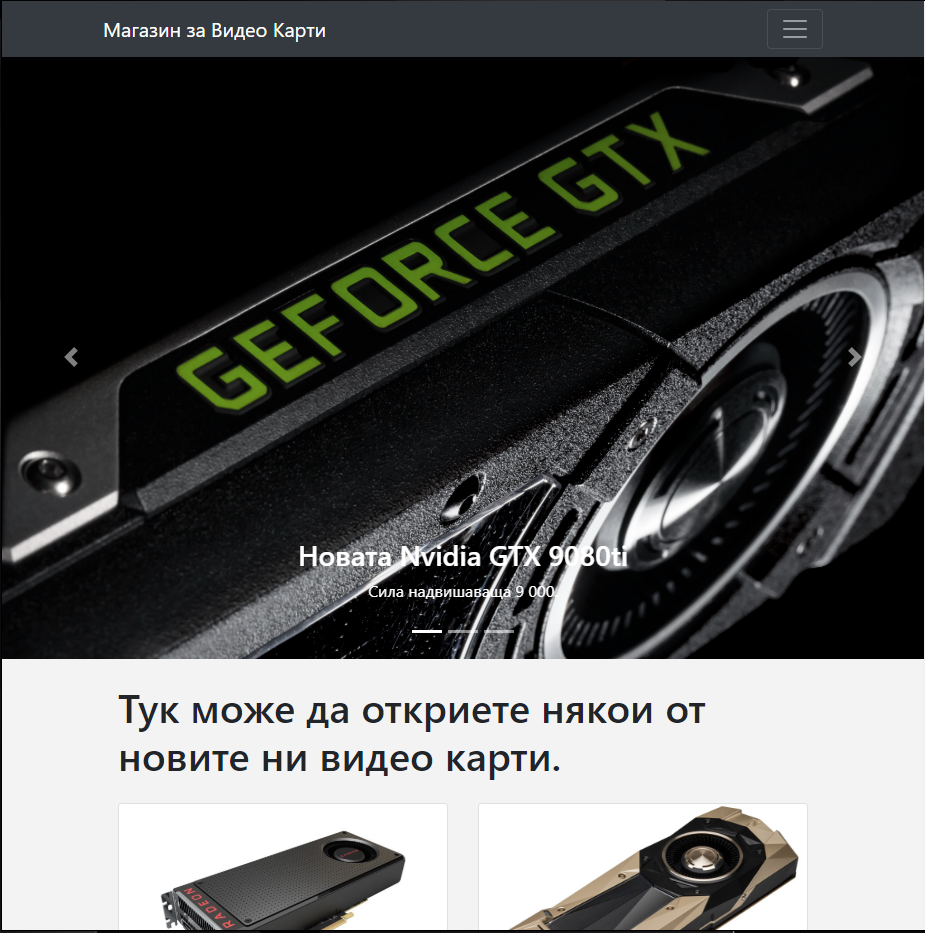 Магазин за Видео Карти
GEFORCE GTX
Новата Nvidia GTX 9080ti
Сила надвишаваща 9 000
Тук може да откриете някои от
новите ни видео карти.
RADEON